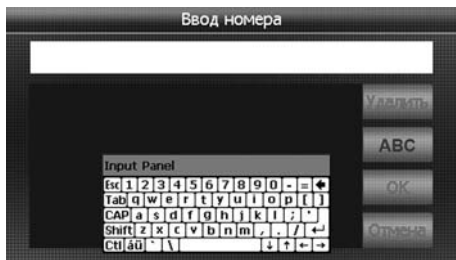 Ввод номера
Удалить
ABC
OK
Отмена
Input Panel
Esc 1 2 3 4 5 6 7 8 9 0 - =
Tab q w e r t y u i o p [ ]
CAP a s d f g h j k l ; '
Shift z x c v b n m , . /
Ctl áü ` \